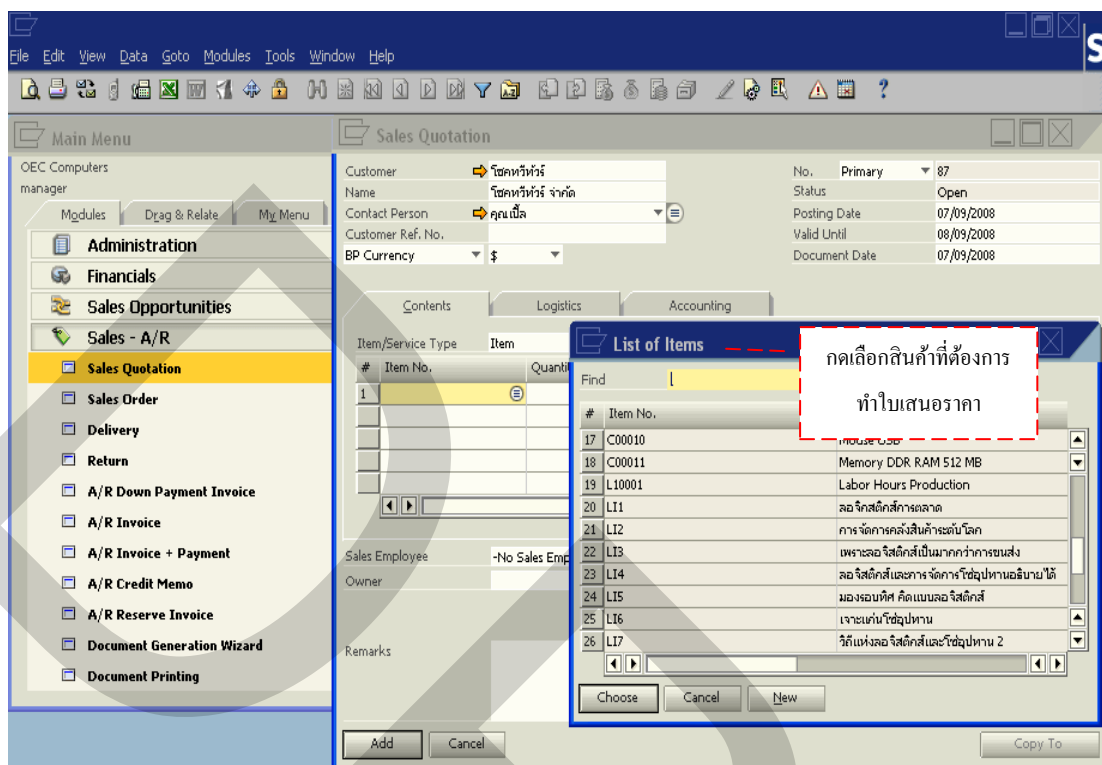 File Edit View Data Goto Modules Tools Window Help
Main Menu
OEC Computers
manager
Modules Drag & Relate My Menu
Administration
Financials
Sales Opportunities
Sales - A/R
Sales Quotation
Sales Order
Delivery
Return
A/R Down Payment Invoice
A/R Invoice
A/R Invoice + Payment
A/R Credit Memo
A/R Reserve Invoice
Document Generation Wizard
Document Printing
Sales Quotation
Customer โชคทวีทัวร์
Name โชคทวีทัวร์ จำกัด
Contact Person คุณเปิ้ล
Customer Ref. No.
BP Currency $
No. Primary 87
Status Open
Posting Date 07/09/2008
Valid Until 08/09/2008
Document Date 07/09/2008
Contents Logistics Accounting
Item/Service Type Item
# Item No. Quanti
1
Sales Employee -No Sales Emp
Owner
Remarks
Add Cancel
Copy To
List of Items
กดเลือกสินค้าที่ต้องการ
ทำใบเสนอราคา
Find
# Item No.
17 C00010 Mouse USB
18 C00011 Memory DDR RAM 512 MB
19 L10001 Labor Hours Production
20 LI1 ลอจิกสติกส์การตลาด
21 LI2 การจัดการคลังสินค้าระดับโลก
22 LI3 เพราะลอจิสติกส์เป็นมากกว่าการขนส่ง
23 LI4 ลอจิสติกส์และการจัดการโซ่อุปทานอธิบายได้
24 LI5 มองรอบทิศ คิดแบบลอจิสติกส์
25 LI6 เจาะแก่นโซ่อุปทาน
26 LI7 วิถีแห่งลอจิสติกส์และโซ่อุปทาน 2
Choose Cancel New